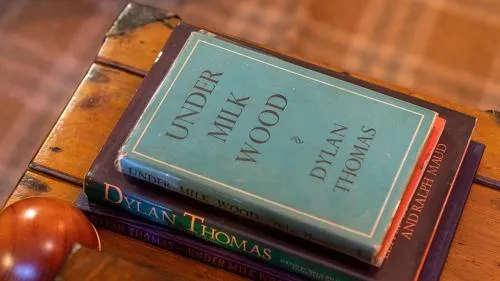 UNDER
MILK
WOOD
DYLAN
THOMAS
UNDER MILK WOOD
DYLAN THOMAS
AND RALPH MAUD
DYLAN THOMAS UNDER MILK WOOD